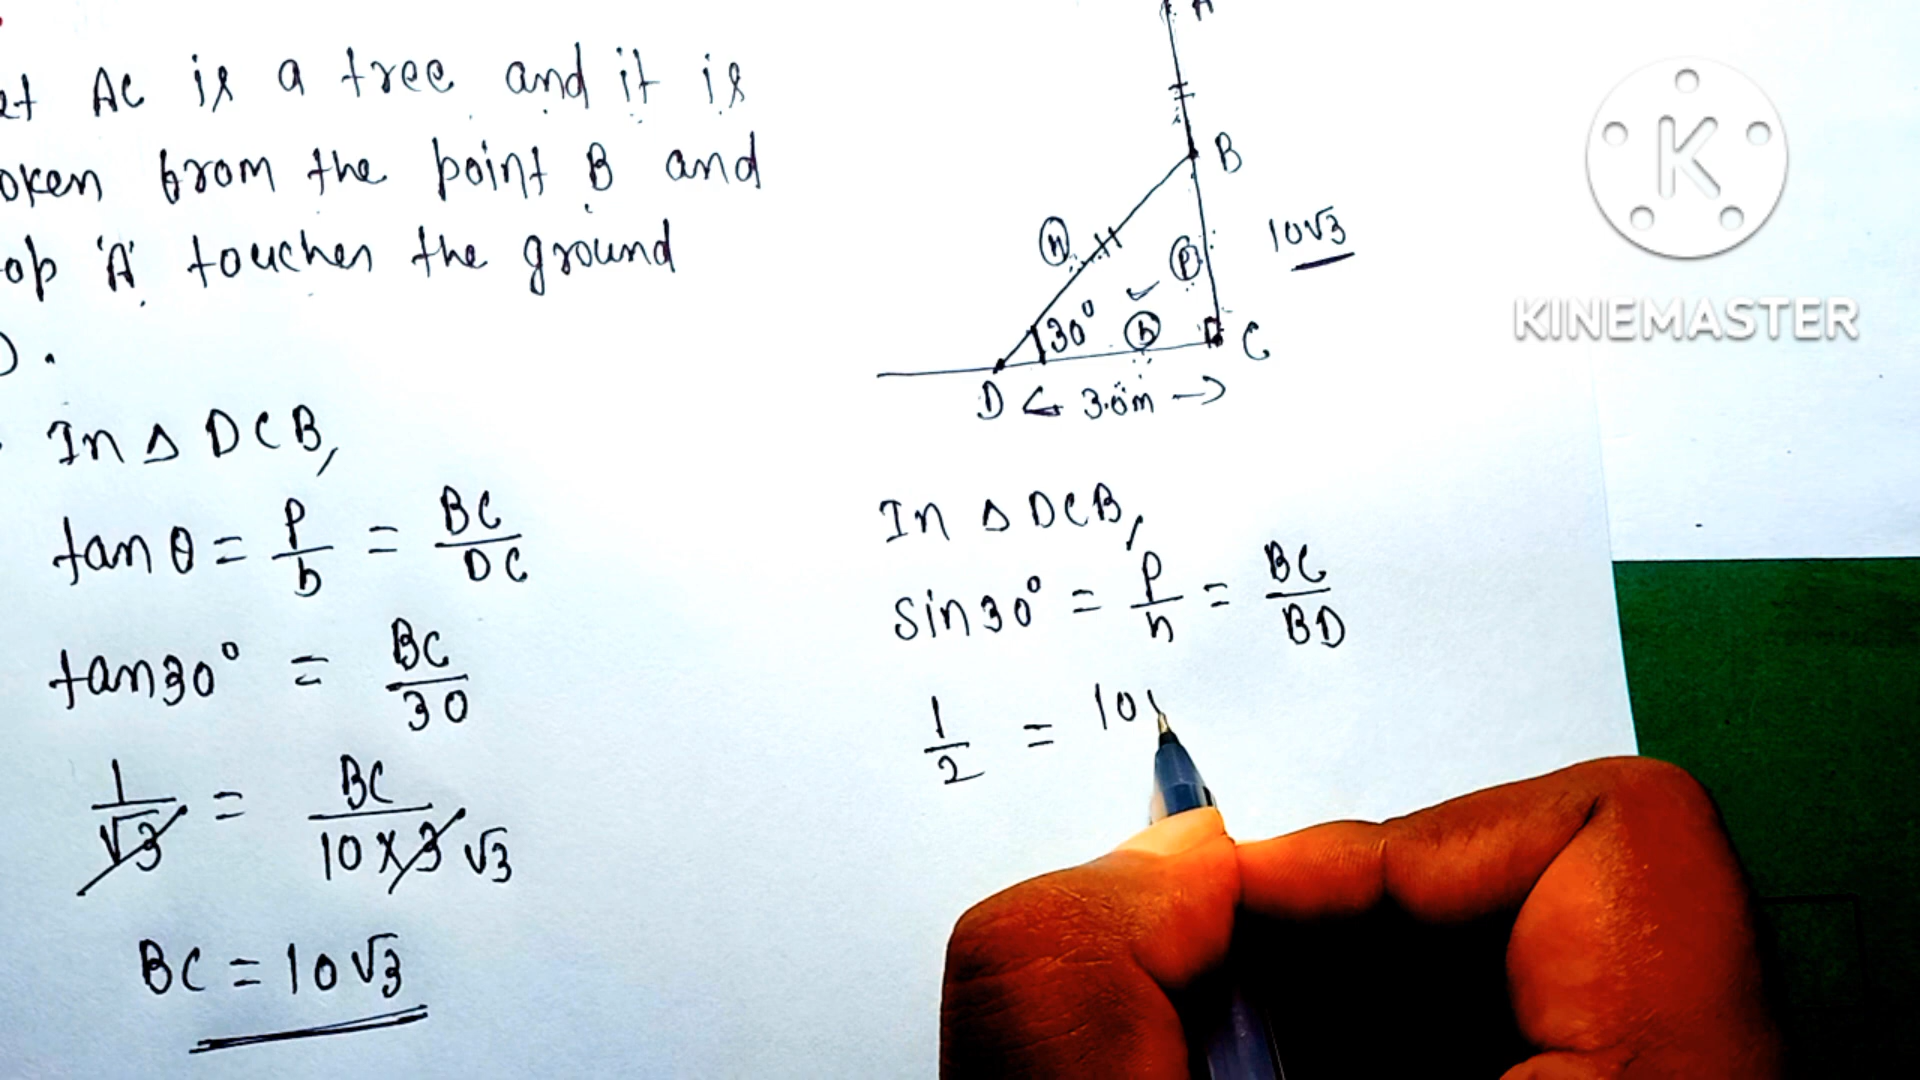 et AC is a tree and it is
oken from the point B and
op 'A' touches the ground
D.
In Δ DCB,
tan θ = p/b = BC/DC
tan30° = BC/30
1/√3 = BC/10×3 √3
BC = 10√3
A
B
h
p
10√3
30°
b
C
D ← 30m →
In Δ DCB,
sin30° = p/h = BC/BD
1/2 = 10
K
KINEMASTER